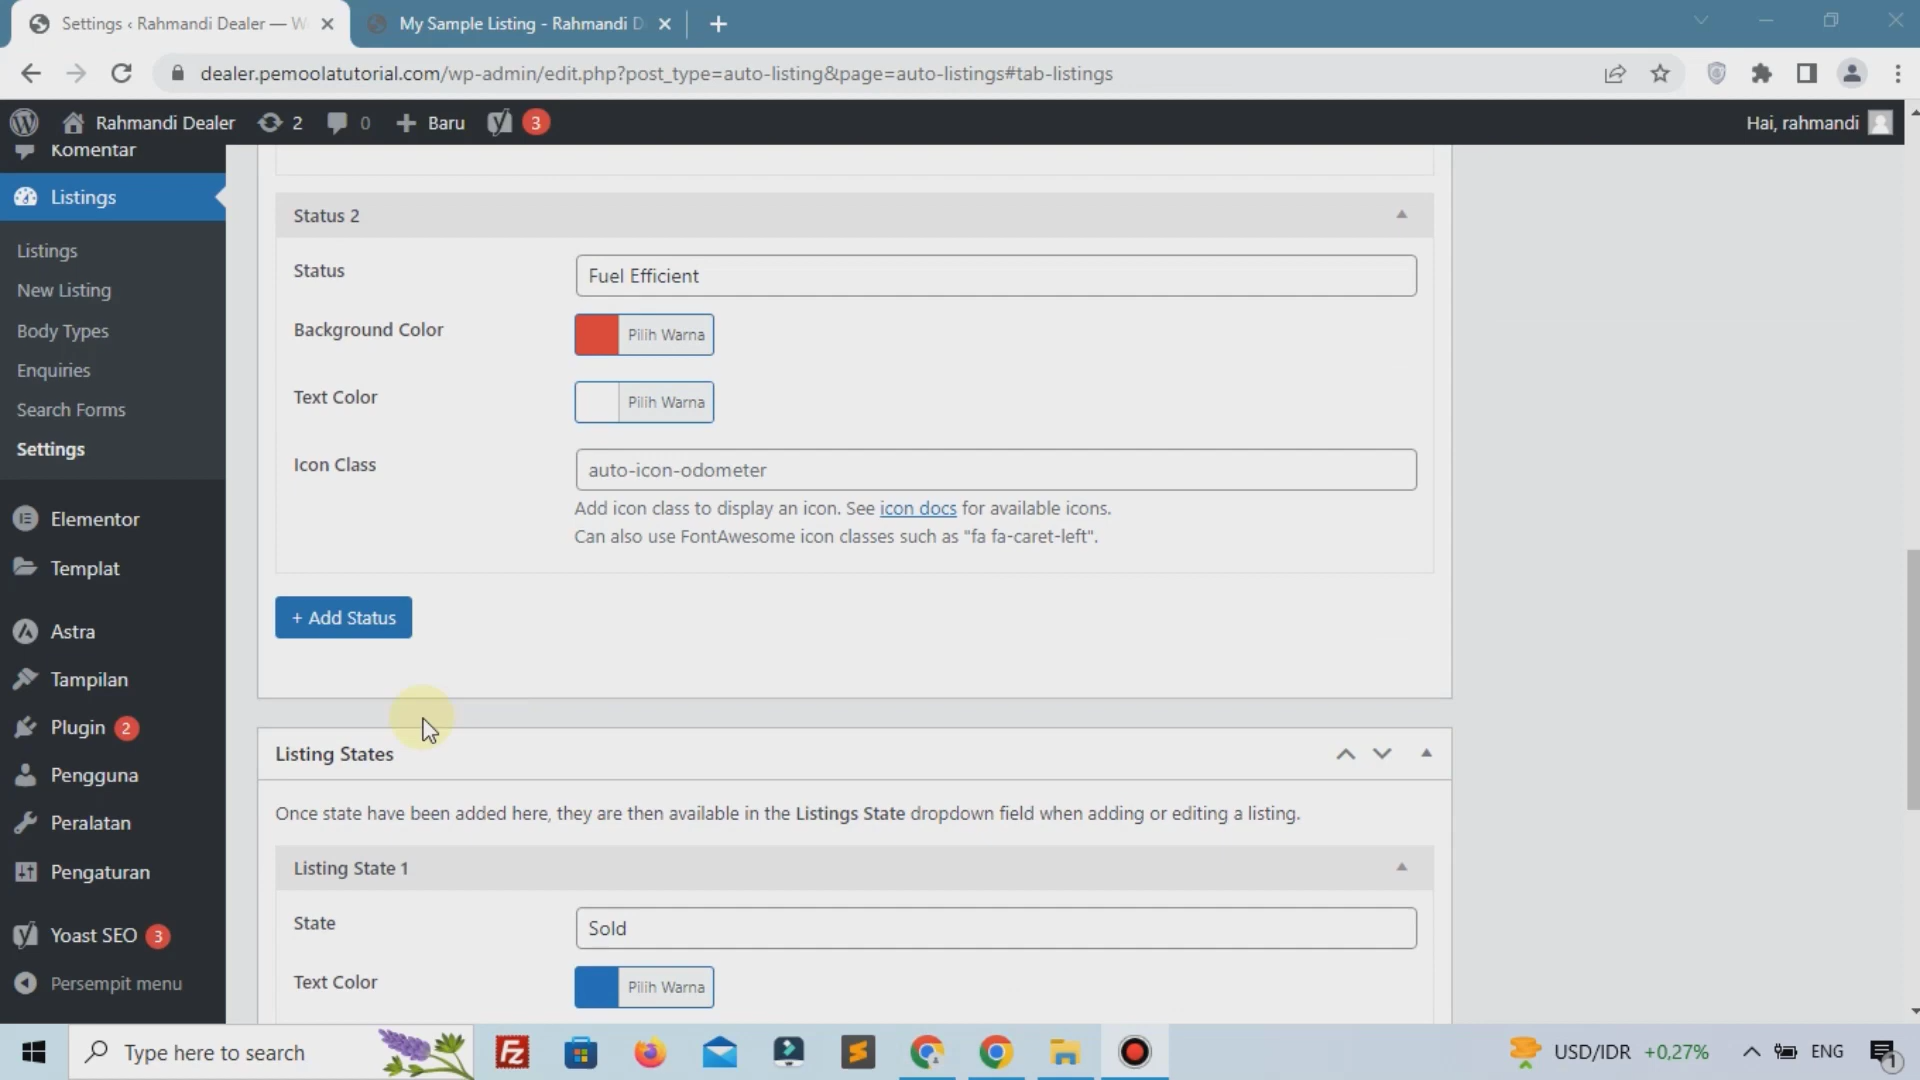 Settings ‹ Rahmandi Dealer — W
My Sample Listing - Rahmandi D
dealer.pemoolatutorial.com/wp-admin/edit.php?post_type=auto-listing&page=auto-listings#tab-listings
Rahmandi Dealer
2
0
Baru
3
Hai, rahmandi
Komentar
Listings
Listings
New Listing
Body Types
Enquiries
Search Forms
Settings
Elementor
Templat
Astra
Tampilan
Plugin 2
Pengguna
Peralatan
Pengaturan
Yoast SEO 3
Persempit menu
Status 2
Status
Fuel Efficient
Background Color
Pilih Warna
Text Color
Pilih Warna
Icon Class
auto-icon-odometer
Add icon class to display an icon. See icon docs for available icons.
Can also use FontAwesome icon classes such as "fa fa-caret-left".
+ Add Status
Listing States
Once state have been added here, they are then available in the Listings State dropdown field when adding or editing a listing.
Listing State 1
State
Sold
Text Color
Pilih Warna
Type here to search
USD/IDR +0,27%
ENG
1